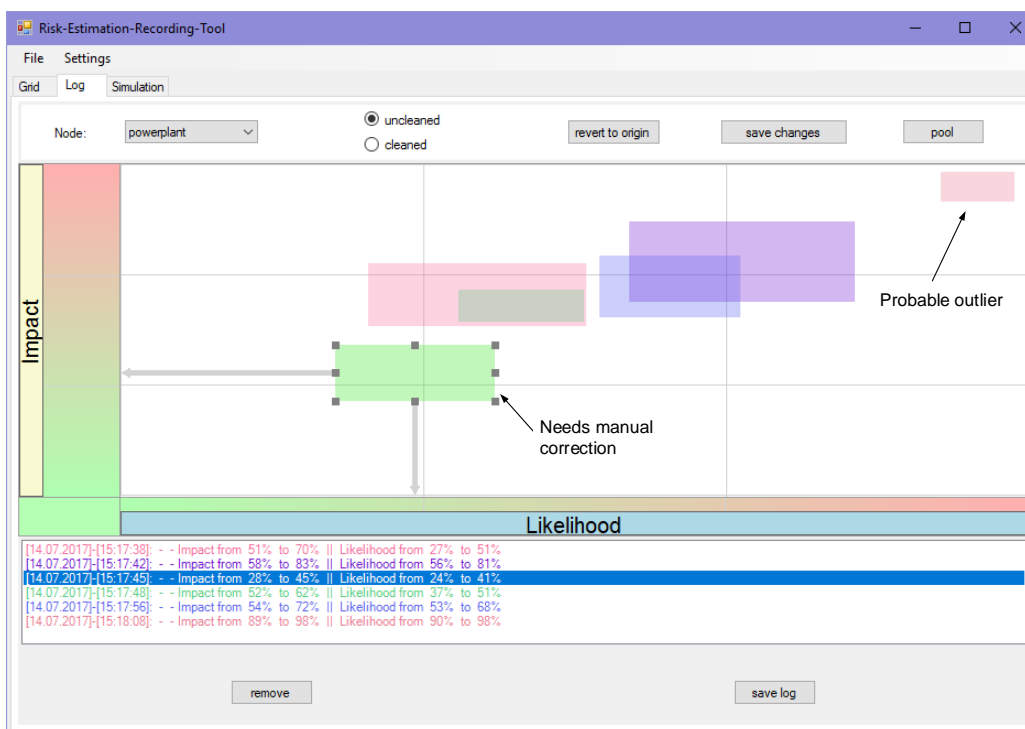 Risk-Estimation-Recording-Tool
File Settings
Grid Log Simulation
Node: powerplant
uncleaned
cleaned
revert to origin
save changes
pool
Impact
Probable outlier
Needs manual
correction
Likelihood
[14.07.2017]-[15:17:38]: - - Impact from 51% to 70% || Likelihood from 27% to 51%
[14.07.2017]-[15:17:42]: - - Impact from 58% to 83% || Likelihood from 56% to 81%
[14.07.2017]-[15:17:45]: - - Impact from 28% to 45% || Likelihood from 24% to 41%
[14.07.2017]-[15:17:48]: - - Impact from 52% to 62% || Likelihood from 37% to 51%
[14.07.2017]-[15:17:56]: - - Impact from 54% to 72% || Likelihood from 53% to 68%
[14.07.2017]-[15:18:08]: - - Impact from 89% to 98% || Likelihood from 90% to 98%
remove
save log